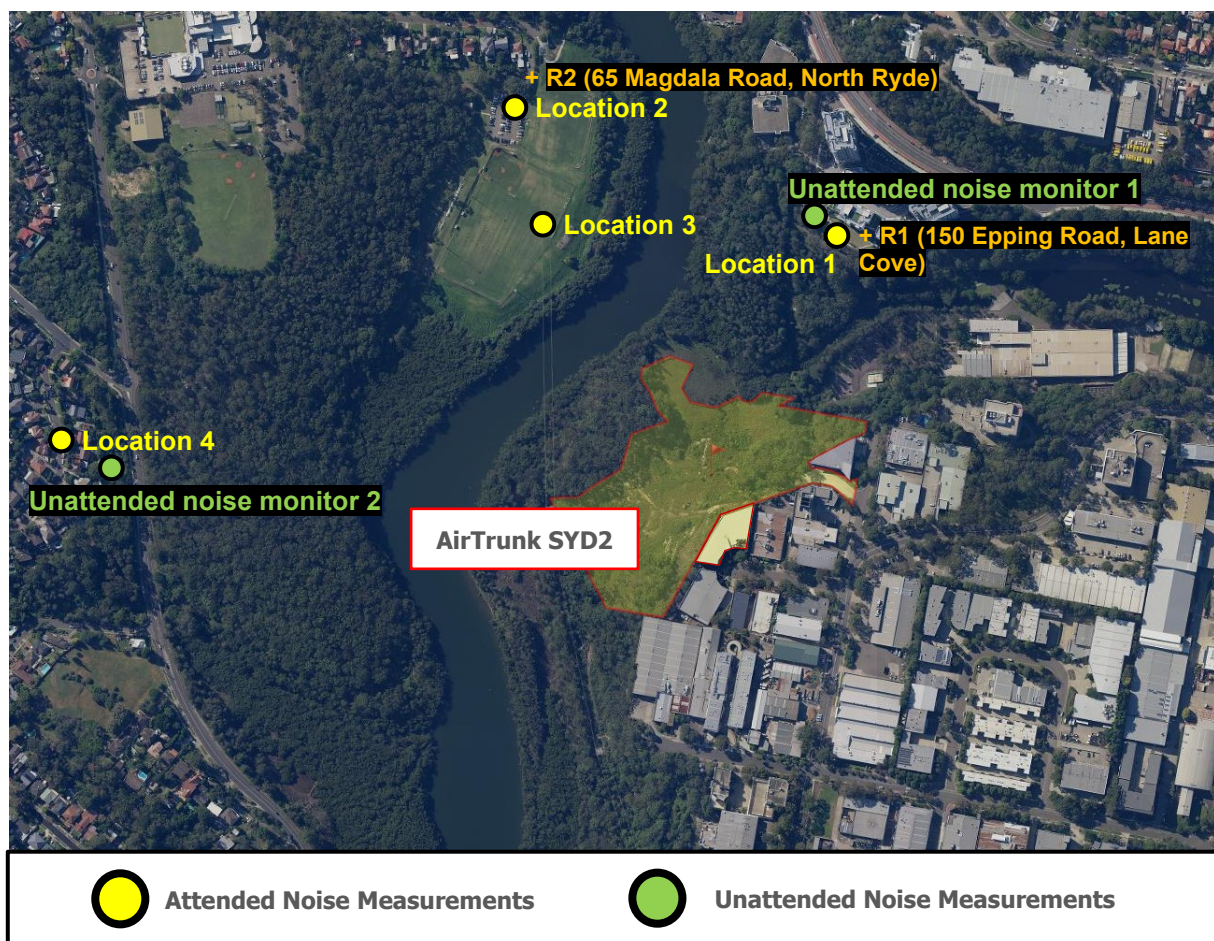 + R2 (65 Magdala Road, North Ryde)
Location 2
Unattended noise monitor 1
Location 3
+ R1 (150 Epping Road, Lane
Cove)
Location 1
Location 4
Unattended noise monitor 2
AirTrunk SYD2
Attended Noise Measurements
Unattended Noise Measurements